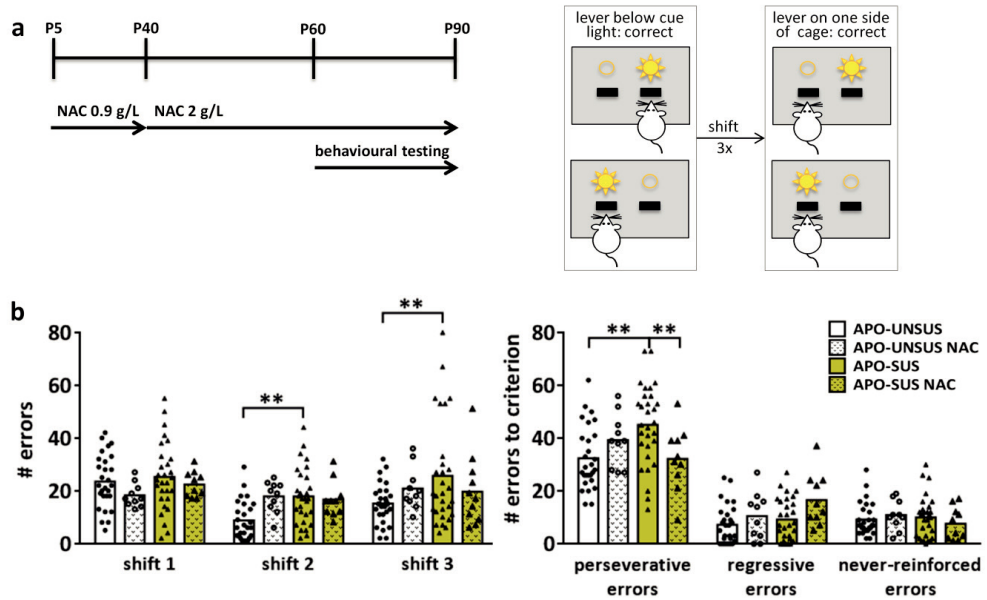 a
P5 P40 P60 P90
NAC 0.9 g/L NAC 2 g/L
behavioural testing
lever below cue
light: correct
shift
3x
lever on one side
of cage: correct
b
# errors
80
60
40
20
0
shift 1 shift 2 shift 3
**
**
# errors to criterion
80
60
40
20
0
** **
perseverative
errors
regressive
errors
never-reinforced
errors
APO-UNSUS
APO-UNSUS NAC
APO-SUS
APO-SUS NAC